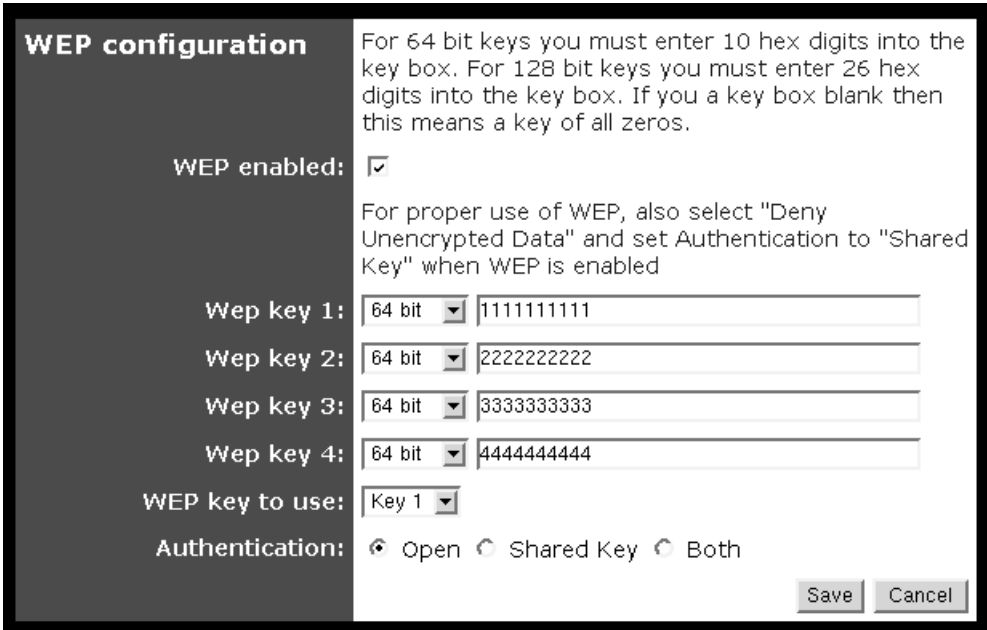 WEP configuration
For 64 bit keys you must enter 10 hex digits into the
key box. For 128 bit keys you must enter 26 hex
digits into the key box. If you a key box blank then
this means a key of all zeros.
WEP enabled:
For proper use of WEP, also select "Deny
Unencrypted Data" and set Authentication to "Shared
Key" when WEP is enabled
Wep key 1: 64 bit 1111111111
Wep key 2: 64 bit 2222222222
Wep key 3: 64 bit 3333333333
Wep key 4: 64 bit 4444444444
WEP key to use: Key 1
Authentication: Open Shared Key Both
Save Cancel